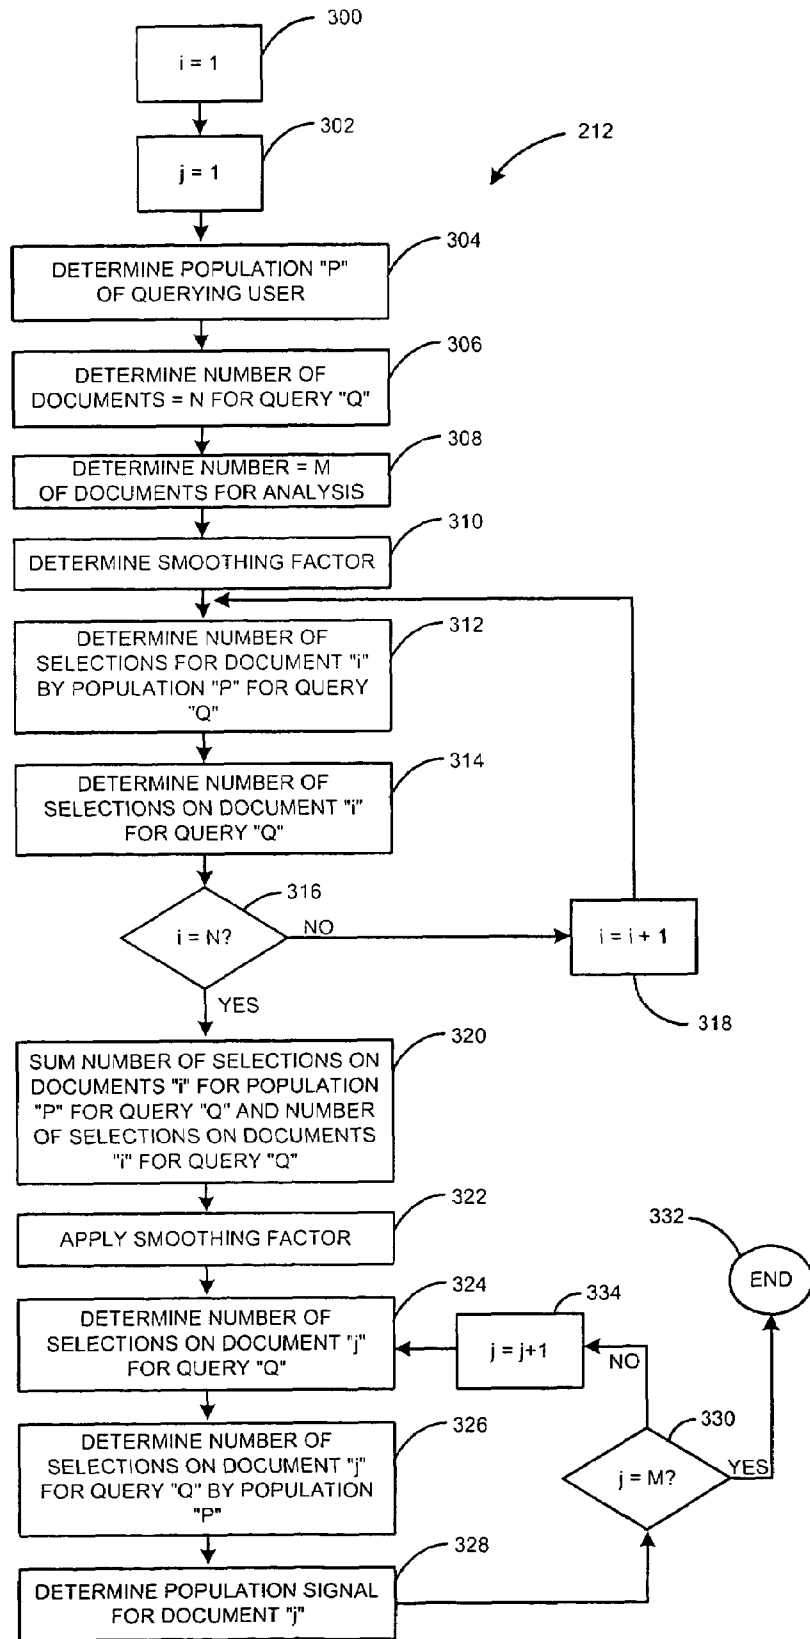 300
i = 1
302
j = 1
212
304
DETERMINE POPULATION "P"
OF QUERYING USER
306
DETERMINE NUMBER OF
DOCUMENTS = N FOR QUERY "Q"
308
DETERMINE NUMBER = M
OF DOCUMENTS FOR ANALYSIS
310
DETERMINE SMOOTHING FACTOR
312
DETERMINE NUMBER OF
SELECTIONS FOR DOCUMENT "i"
BY POPULATION "P" FOR QUERY
"Q"
314
DETERMINE NUMBER OF
SELECTIONS ON DOCUMENT "i"
FOR QUERY "Q"
316
i = N?
NO
i = i + 1
318
YES
320
SUM NUMBER OF SELECTIONS ON
DOCUMENTS "i" FOR POPULATION
"P" FOR QUERY "Q" AND NUMBER
OF SELECTIONS ON DOCUMENTS
"i" FOR QUERY "Q"
322
APPLY SMOOTHING FACTOR
332
END
324
DETERMINE NUMBER OF
SELECTIONS ON DOCUMENT "j"
FOR QUERY "Q"
334
j = j+1
NO
330
j = M?
YES
326
DETERMINE NUMBER OF
SELECTIONS ON DOCUMENT "j"
FOR QUERY "Q" BY POPULATION
"P"
328
DETERMINE POPULATION SIGNAL
FOR DOCUMENT "j"